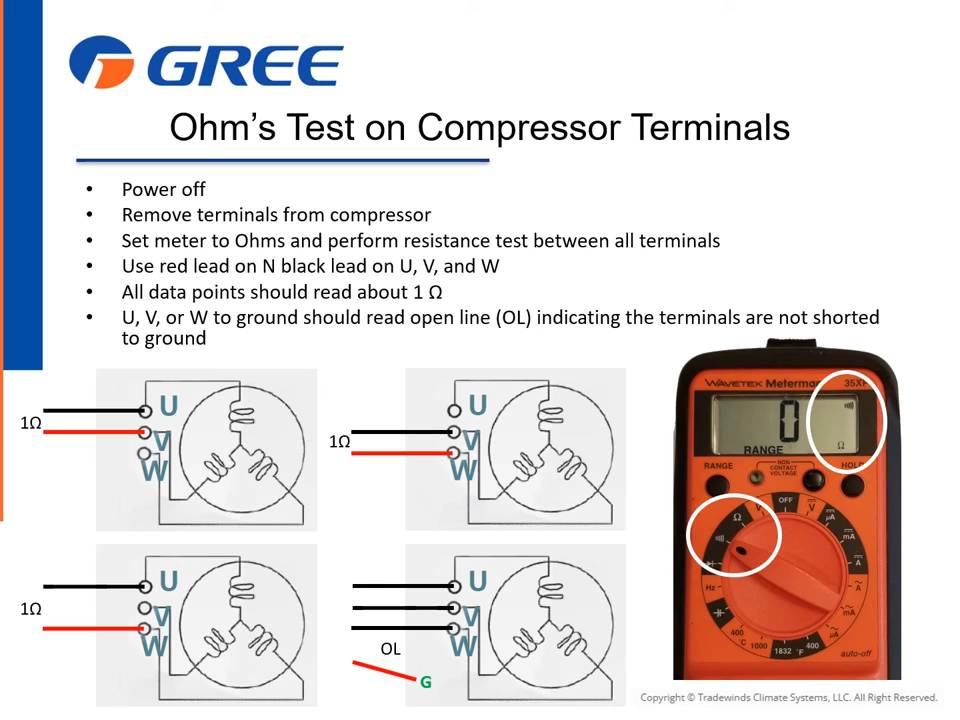 GREE
Ohm's Test on Compressor Terminals
• Power off
• Remove terminals from compressor
• Set meter to Ohms and perform resistance test between all terminals
• Use red lead on N black lead on U, V, and W
• All data points should read about 1 Ω
• U, V, or W to ground should read open line (OL) indicating the terminals are not shorted
to ground
1Ω
U
V
W
1Ω
U
V
W
1Ω
U
V
W
OL
G
U
V
W
WAVETEK Meterman 35XP
0
Ω
RANGE
RANGE
NON
CONTACT
VOLTAGE
HOLD
OFF
V
V
Ω
μA
mA
A
Hz
mA
A
μA
400
°C
1000
1832
°F
400
auto-off
Copyright © Tradewinds Climate Systems, LLC. All Right Reserved.